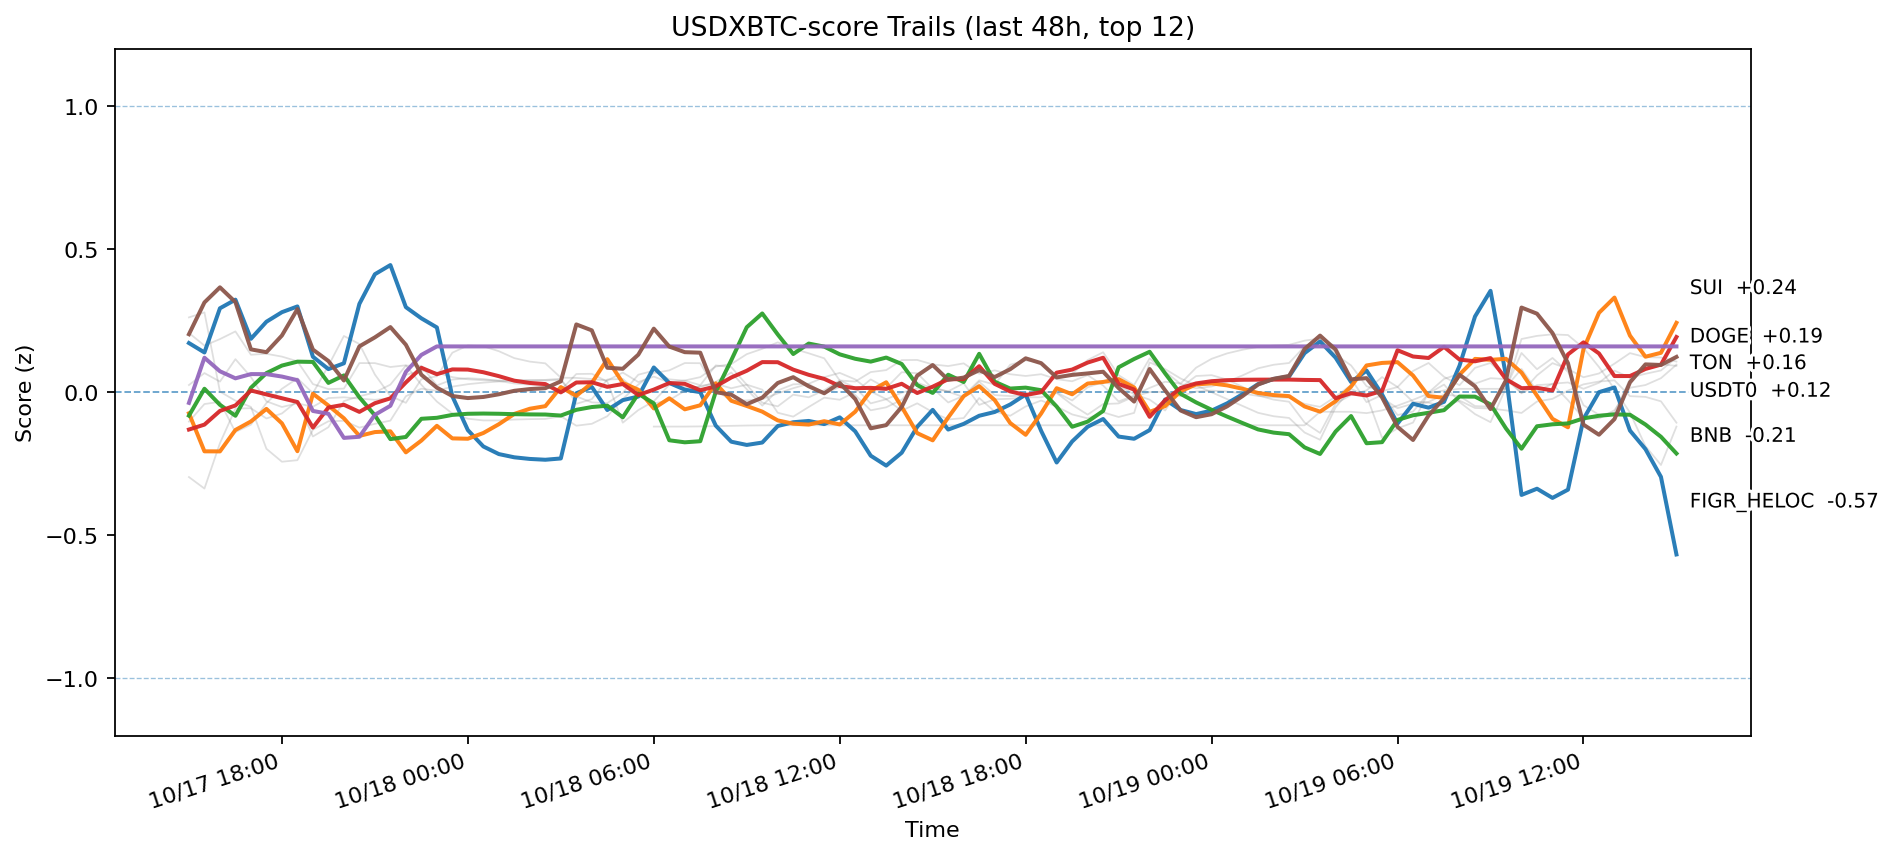 USDXBTC-score Trails (last 48h, top 12)
Score (z)
1.0
0.5
0.0
−0.5
−1.0
SUI +0.24
DOGE +0.19
TON +0.16
USDT0 +0.12
BNB -0.21
FIGR_HELOC -0.57
10/17 18:00
10/18 00:00
10/18 06:00
10/18 12:00
10/18 18:00
10/19 00:00
10/19 06:00
10/19 12:00
Time